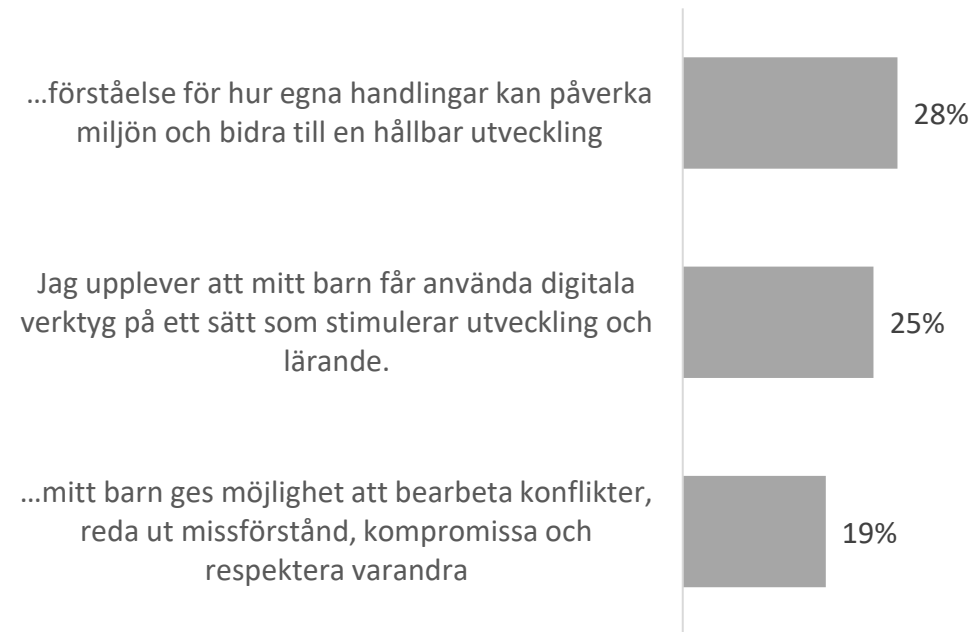 ...förståelse för hur egna handlingar kan påverka
miljön och bidra till en hållbar utveckling
28%
Jag upplever att mitt barn får använda digitala
verktyg på ett sätt som stimulerar utveckling och
lärande.
25%
...mitt barn ges möjlighet att bearbeta konflikter,
reda ut missförstånd, kompromissa och
respektera varandra
19%